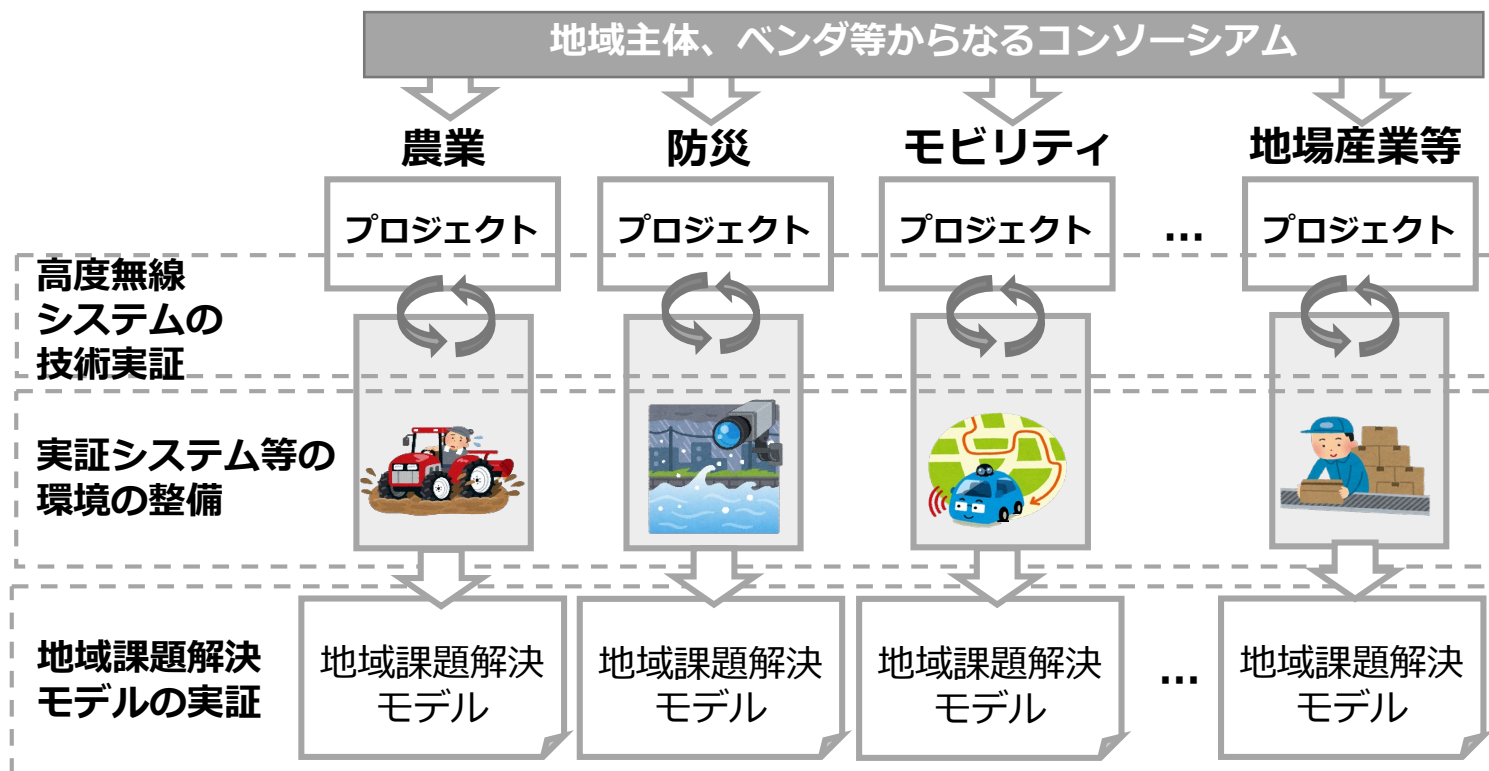 地域主体、ベンダ等からなるコンソーシアム
農業
防災
モビリティ
地場産業等
プロジェクト
プロジェクト
プロジェクト
…
プロジェクト
高度無線
システムの
技術実証
実証システム等の
環境の整備
地域課題解決
モデルの実証
地域課題解決
モデル
地域課題解決
モデル
地域課題解決
モデル
…
地域課題解決
モデル